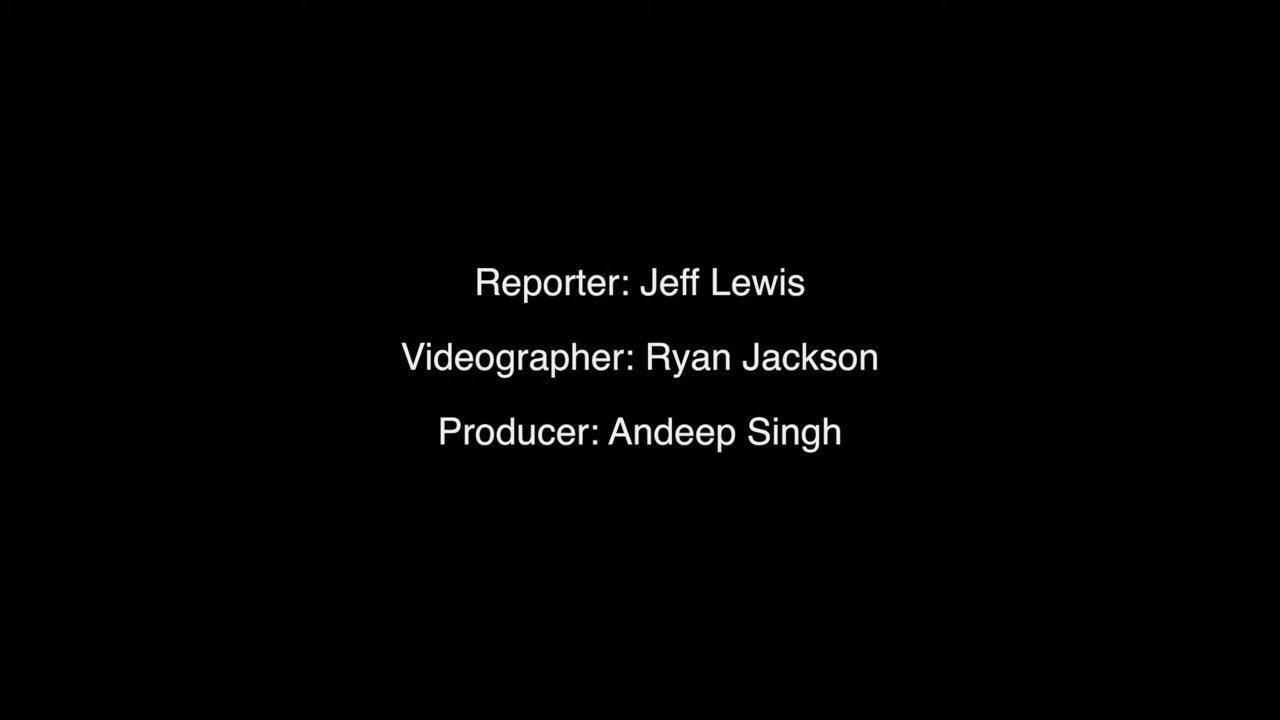 Reporter: Jeff Lewis
Videographer: Ryan Jackson
Producer: Andeep Singh